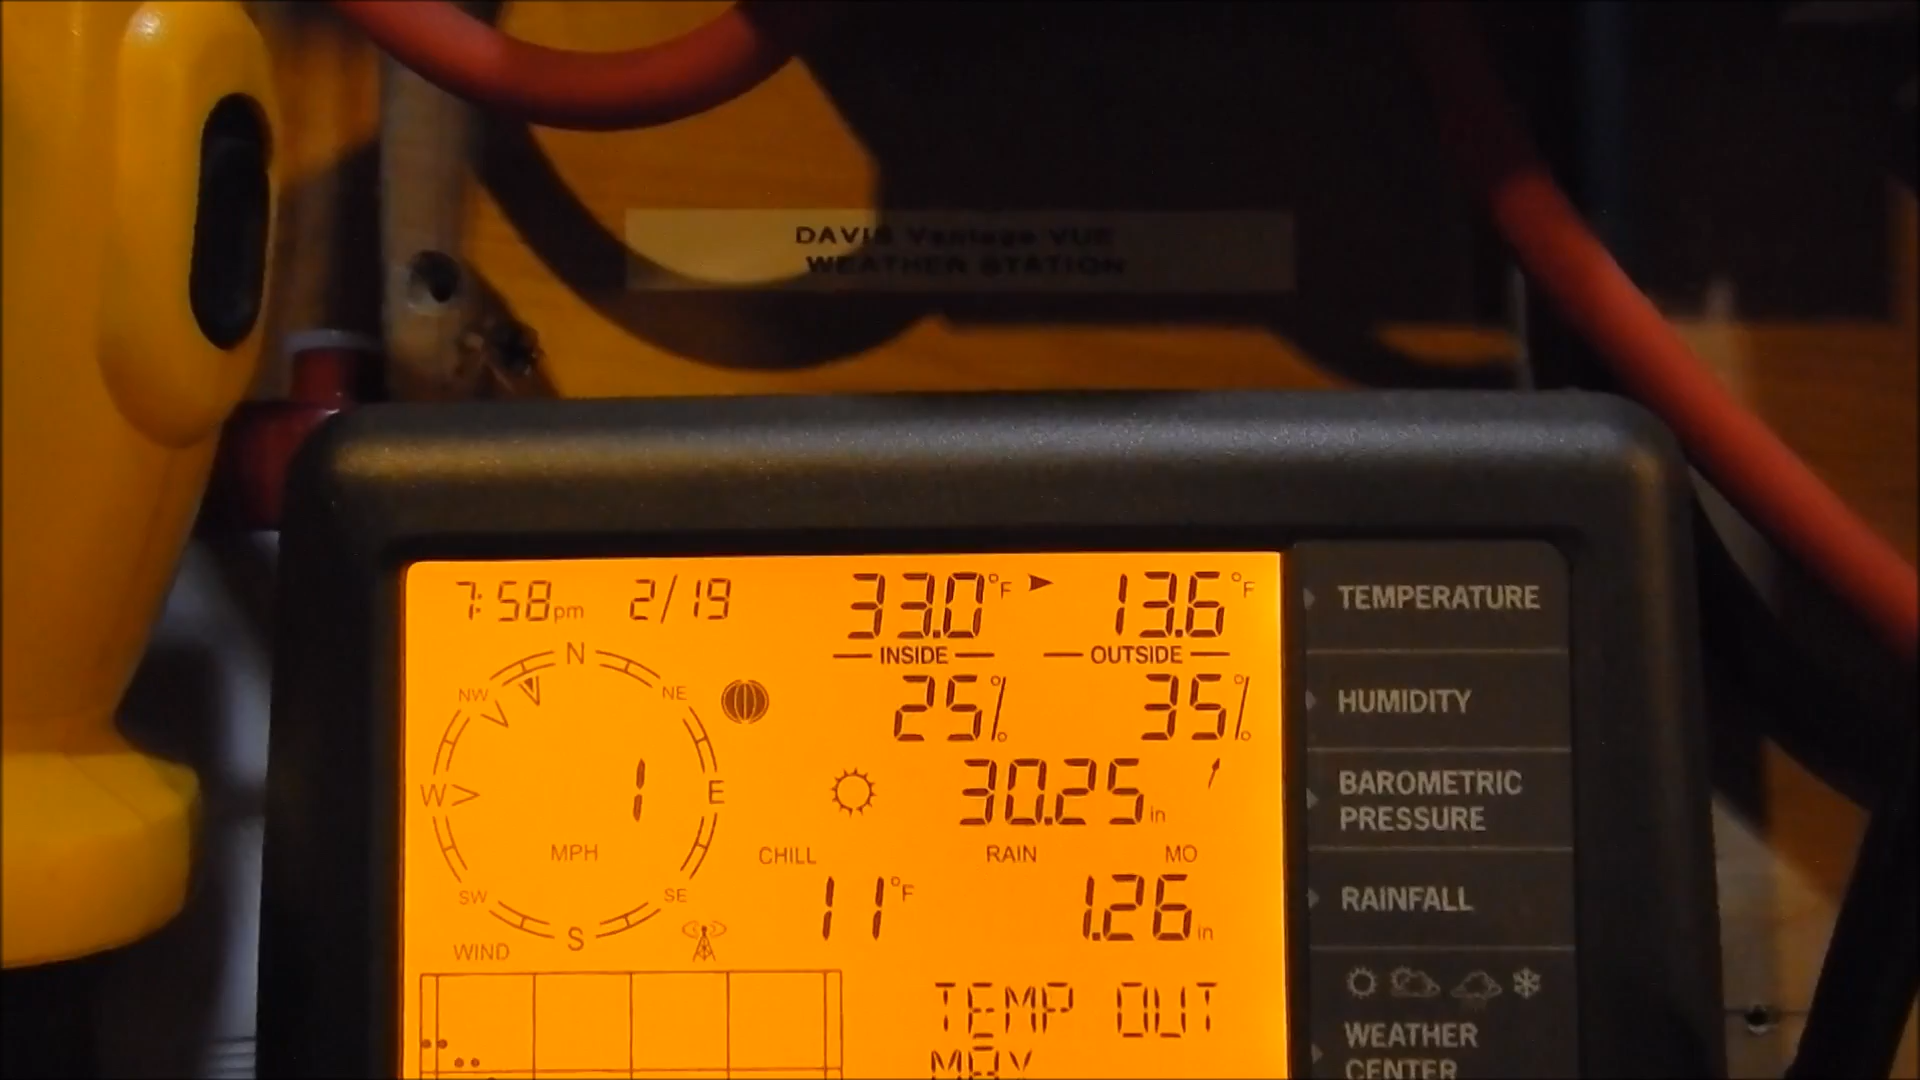 DAVIS Vantage VUE
WEATHER STATION
7:58pm 2/19 33.0°F 13.6°F
INSIDE OUTSIDE
25% 35%
N
NW NE
W 1 E
MPH
SW SE
S
WIND
30.25in
CHILL RAIN MO
11°F 1.26in
TEMP OUT
MAX
TEMPERATURE
HUMIDITY
BAROMETRIC
PRESSURE
RAINFALL
WEATHER
CENTER